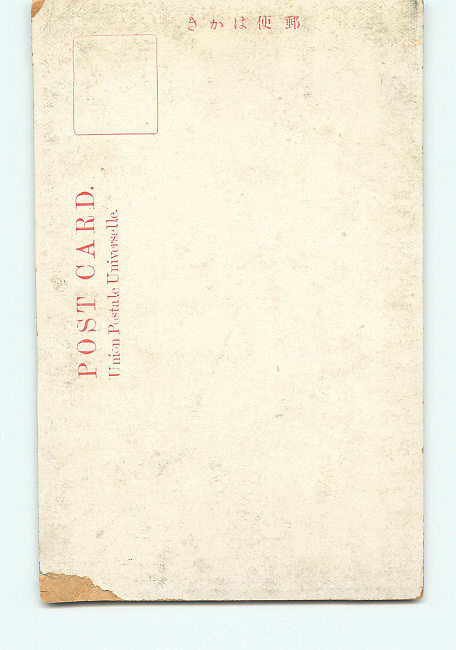 郵便はかき
POST CARD.
Union Postale Universelle.